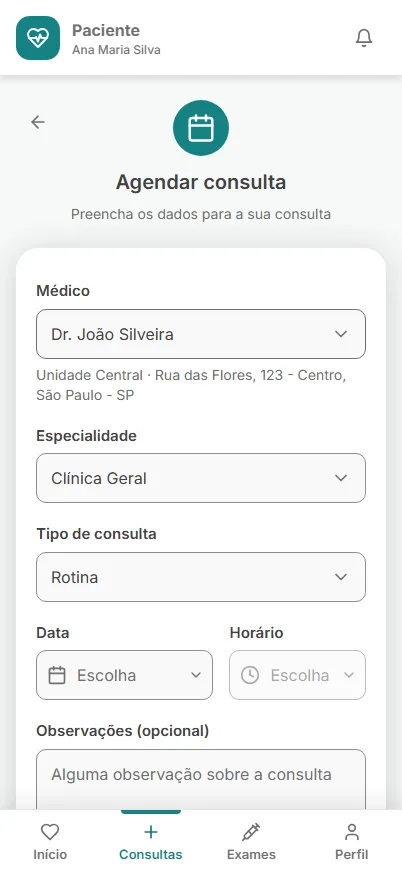 Paciente
Ana Maria Silva
Agendar consulta
Preencha os dados para a sua consulta
Médico
Dr. João Silveira
Unidade Central · Rua das Flores, 123 - Centro,
São Paulo - SP
Especialidade
Clínica Geral
Tipo de consulta
Rotina
Data
Horário
Escolha
Escolha
Observações (opcional)
Alguma observação sobre a consulta
Início
Consultas
Exames
Perfil